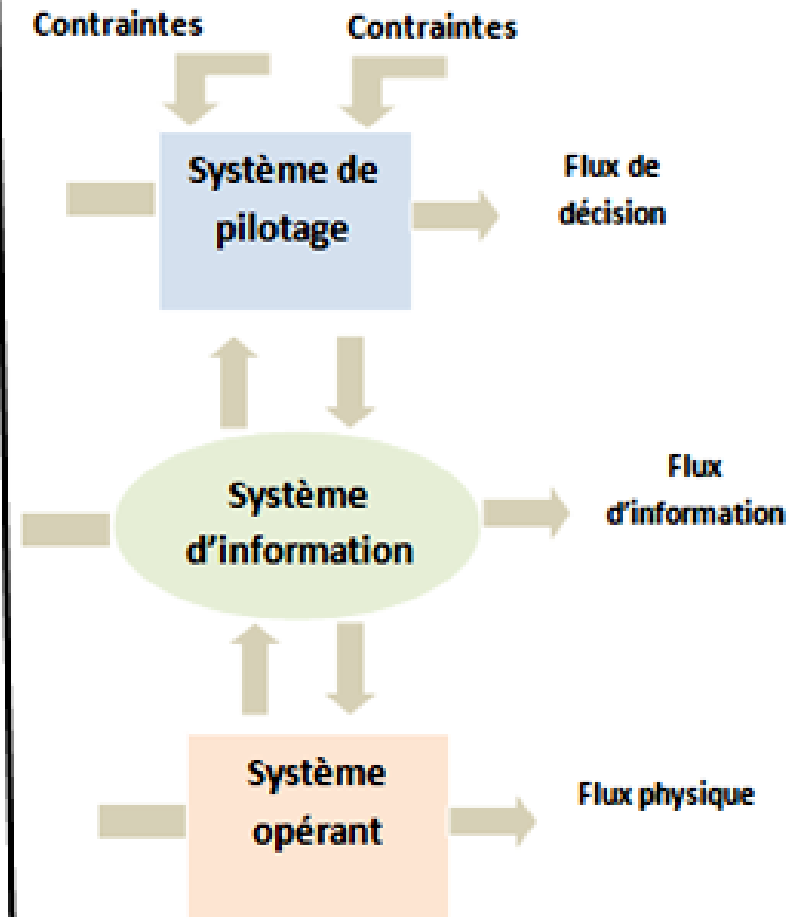 Contraintes
Contraintes
Système de
pilotage
Flux de
décision
Système
d'information
Flux
d'information
Système
opérant
Flux physique